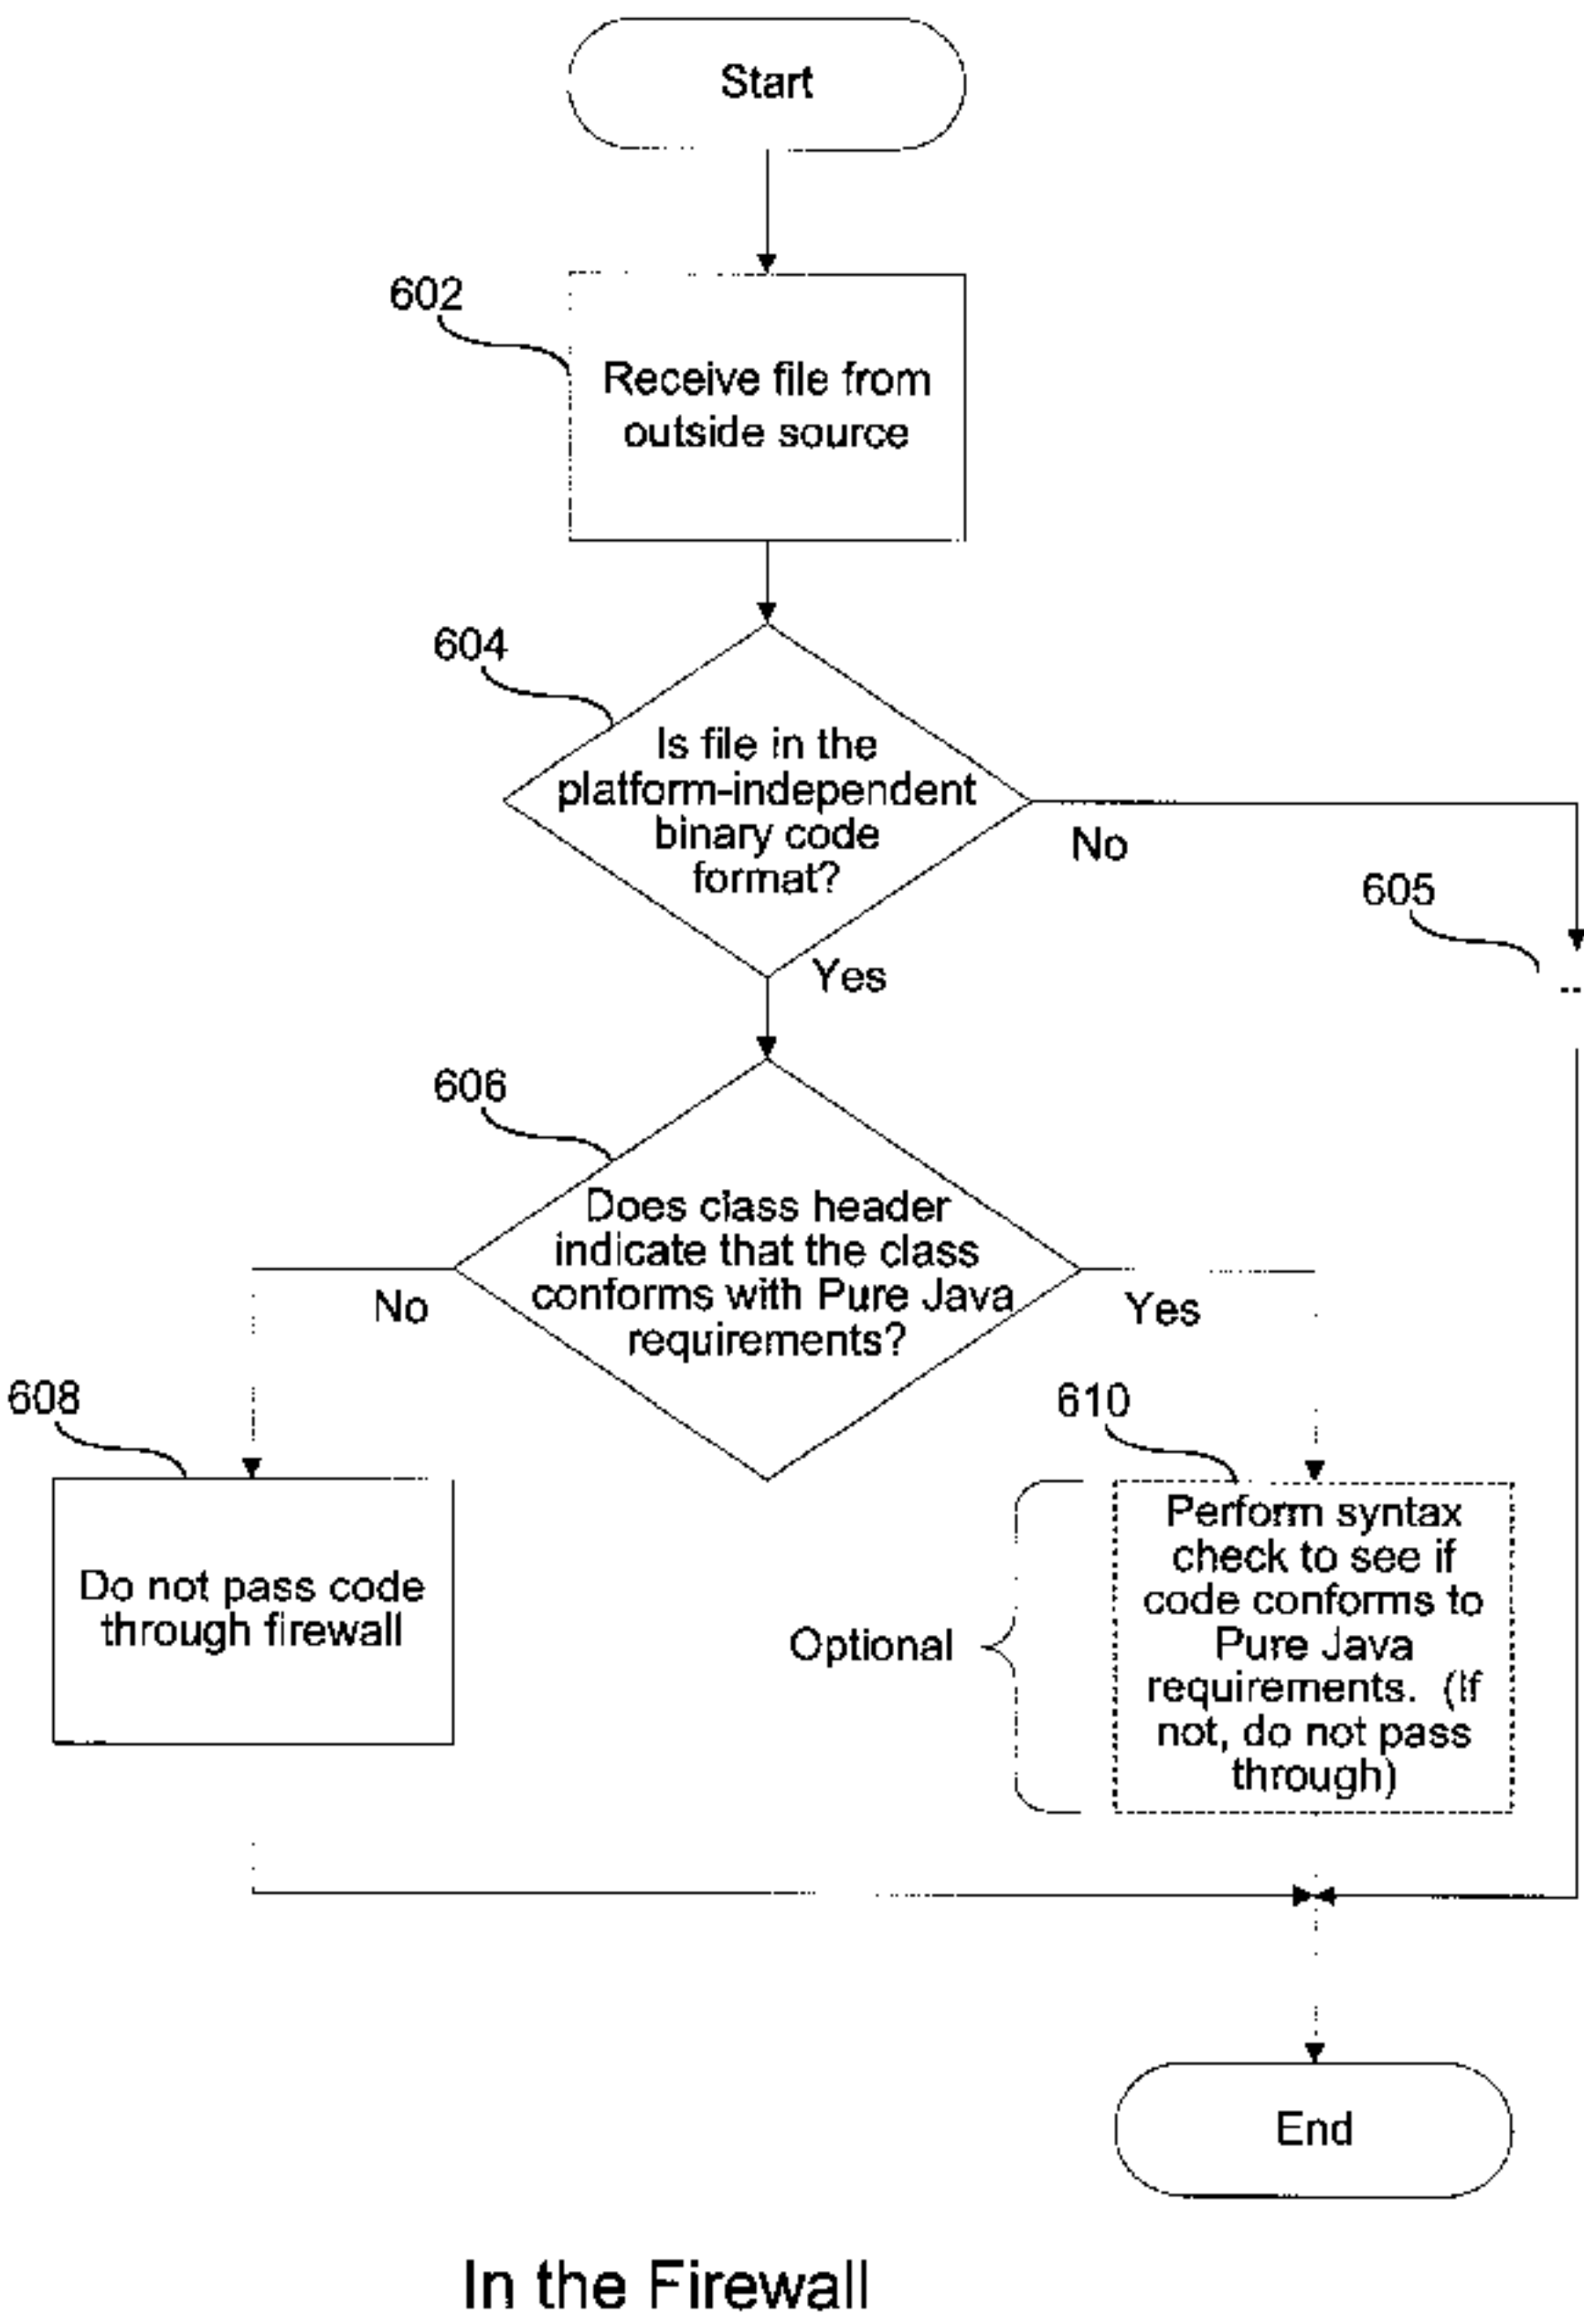 Start
602
Receive file from
outside source
604
Is file in the
platform-independent
binary code
format?
No
605
..
Yes
606
Does class header
indicate that the class
conforms with Pure Java
requirements?
No
Yes
608
610
Do not pass code
through firewall
Optional
Perform syntax
check to see if
code conforms to
Pure Java
requirements. (If
not, do not pass
through)
End
In the Firewall